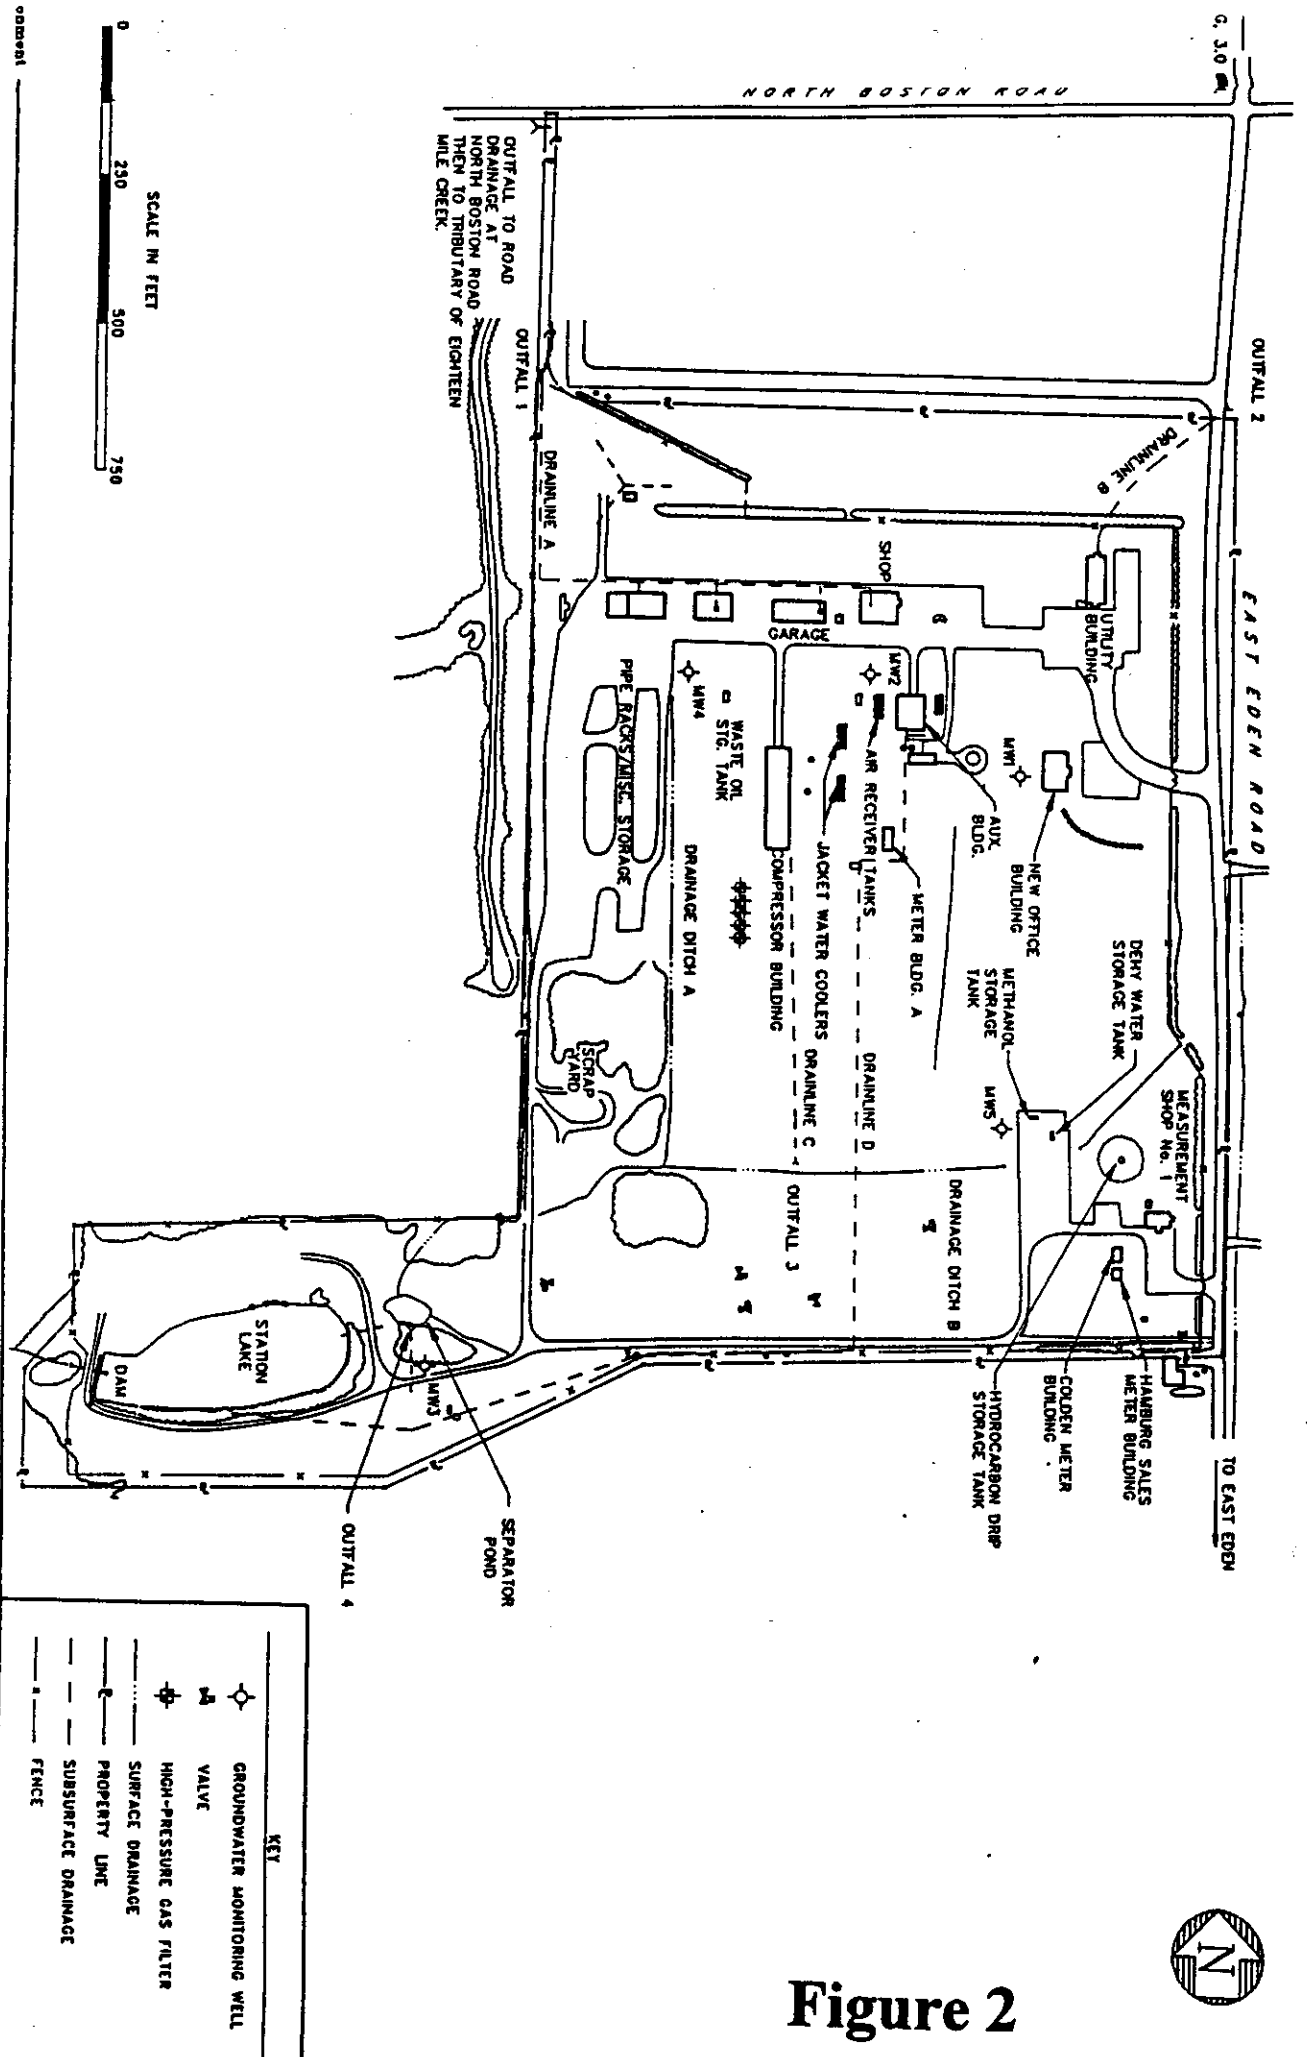 G. 3.0
NORTH BOSTON ROAD
OUTFALL 2
EAST EDEN ROAD
TO EAST EDEN
DRAINLINE B
OUTFALL TO ROAD
DRAINAGE AT
NORTH BOSTON ROAD
THEN TO TRIBUTARY OF EIGHTEEN
MILE CREEK.
OUTFALL 1
DRAINLINE A
SHOP
6
GARAGE
UTILITY
BUILDING
MW2
MW4
MW1
WASTE OIL
STG. TANK
PIPE RACKS/MISC. STORAGE
AIR RECEIVER TANKS
JACKET WATER COOLERS
COMPRESSOR BUILDING
AUX.
BLDG.
METER BLDG. A
NEW OFFICE
BUILDING
DEHY WATER
STORAGE TANK
METHANOL
STORAGE
TANK
MW5
MEASUREMENT
SHOP No. 1
DRAINAGE DITCH A
DRAINLINE C
DRAINLINE D
SCRAP
YARD
OUTFALL 3
DRAINAGE DITCH B
HAMBURG SALES
METER BUILDING
COLDEN METER
BUILDING
HYDROCARBON DRIP
STORAGE TANK
STATION
LAKE
DAM
MW3
SEPARATOR
POND
OUTFALL 4
0 250 500 750
SCALE IN FEET
KEY
GROUNDWATER MONITORING WELL
VALVE
HIGH-PRESSURE GAS FILTER
SURFACE DRAINAGE
PROPERTY LINE
SUBSURFACE DRAINAGE
FENCE
N
Figure 2